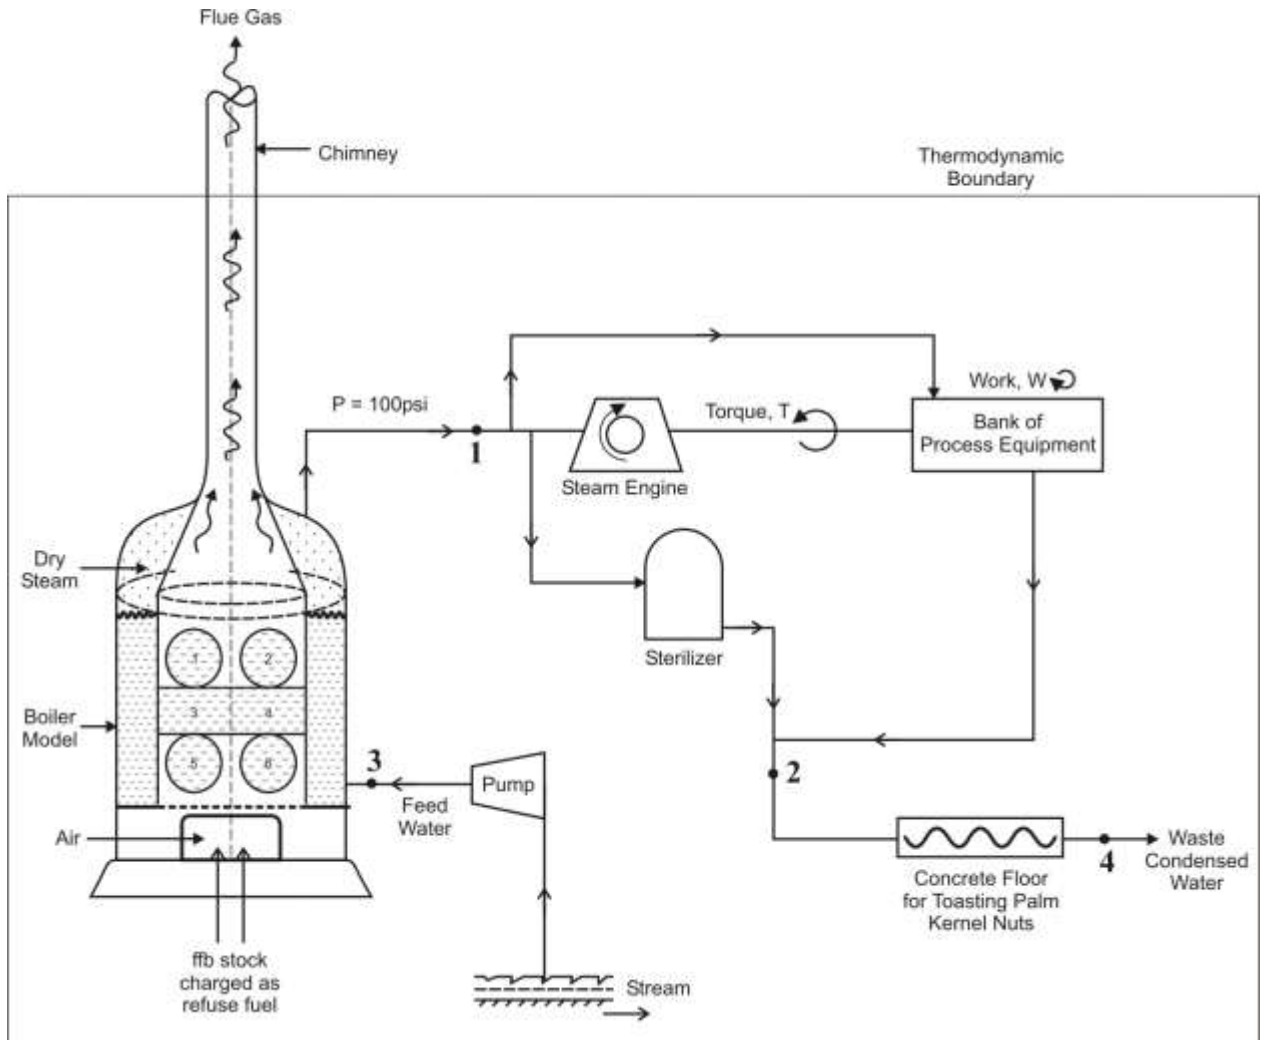 Flue Gas
Chimney
Thermodynamic
Boundary
P = 100psi
1
Steam Engine
Torque, T
Work, W
Bank of
Process Equipment
Dry
Steam
Sterilizer
1 2
3 4
5 6
Boiler
Model
3
Feed
Water
Pump
2
Air
4
Waste
Condensed
Water
Concrete Floor
for Toasting Palm
Kernel Nuts
ffb stock
charged as
refuse fuel
Stream